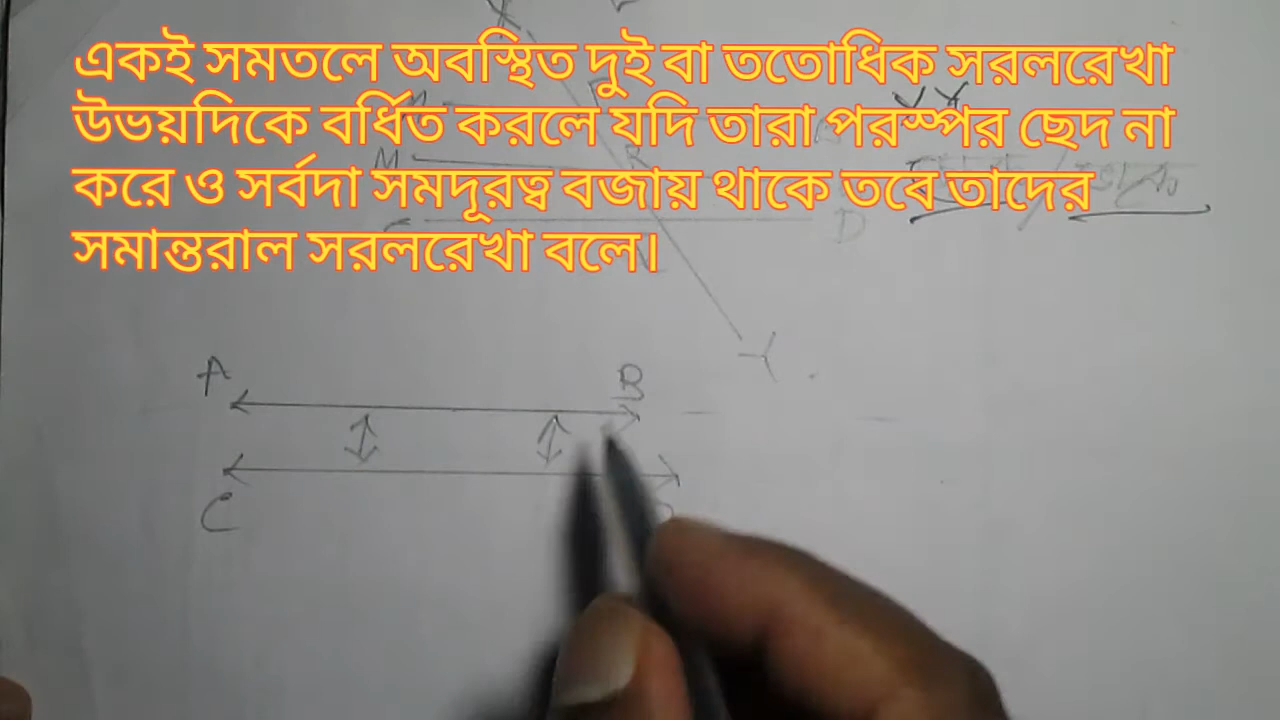 একই সমতলে অবস্থিত দুই বা ততোধিক সরলরেখা
উভয়দিকে বর্ধিত করলে যদি তারা পরস্পর ছেদ না
করে ও সর্বদা সমদূরত্ব বজায় থাকে তবে তাদের
সমান্তরাল সরলরেখা বলে।
M
R
D
Y
A B
C